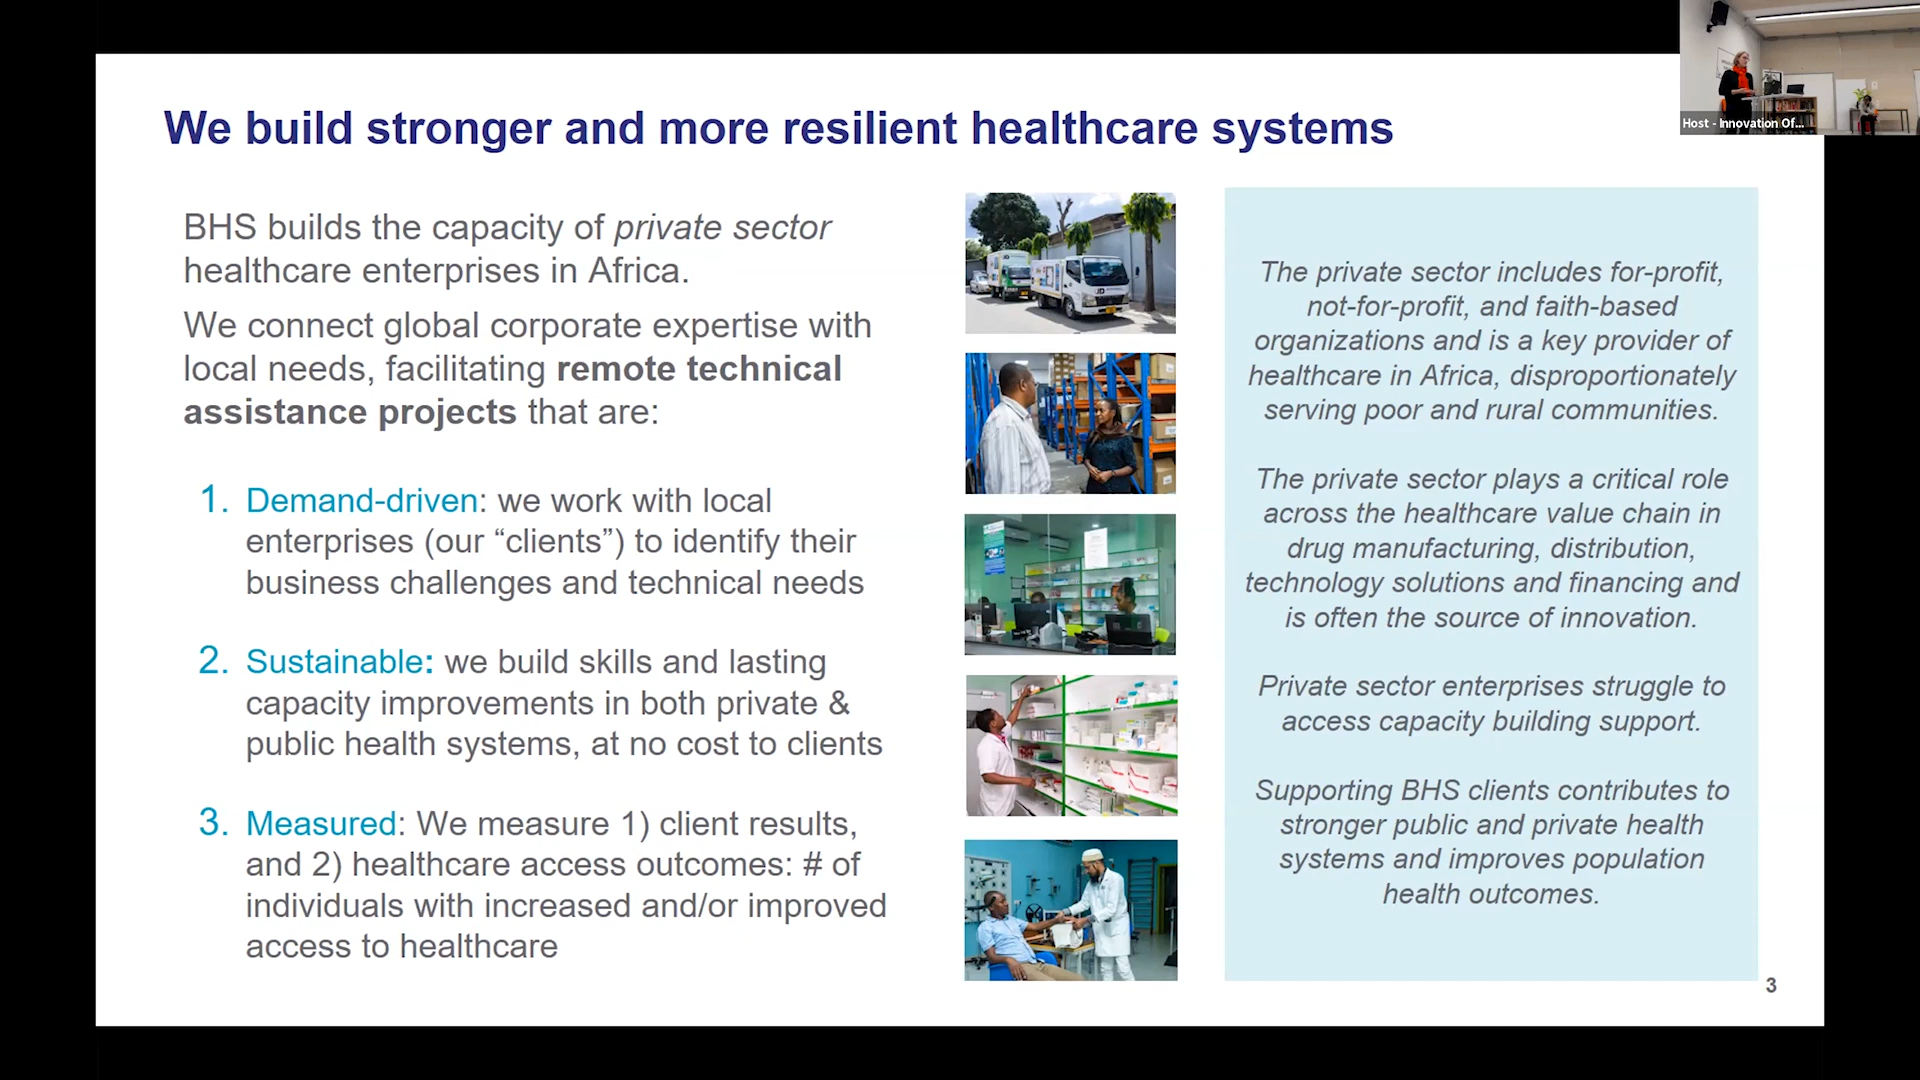 We build stronger and more resilient healthcare systems
BHS builds the capacity of private sector
healthcare enterprises in Africa.
We connect global corporate expertise with
local needs, facilitating remote technical
assistance projects that are:
1. Demand-driven: we work with local
enterprises (our “clients”) to identify their
business challenges and technical needs
2. Sustainable: we build skills and lasting
capacity improvements in both private &
public health systems, at no cost to clients
3. Measured: We measure 1) client results,
and 2) healthcare access outcomes: # of
individuals with increased and/or improved
access to healthcare
The private sector includes for-profit,
not-for-profit, and faith-based
organizations and is a key provider of
healthcare in Africa, disproportionately
serving poor and rural communities.
The private sector plays a critical role
across the healthcare value chain in
drug manufacturing, distribution,
technology solutions and financing and
is often the source of innovation.
Private sector enterprises struggle to
access capacity building support.
Supporting BHS clients contributes to
stronger public and private health
systems and improves population
health outcomes.
3
Host - Innovation Of...